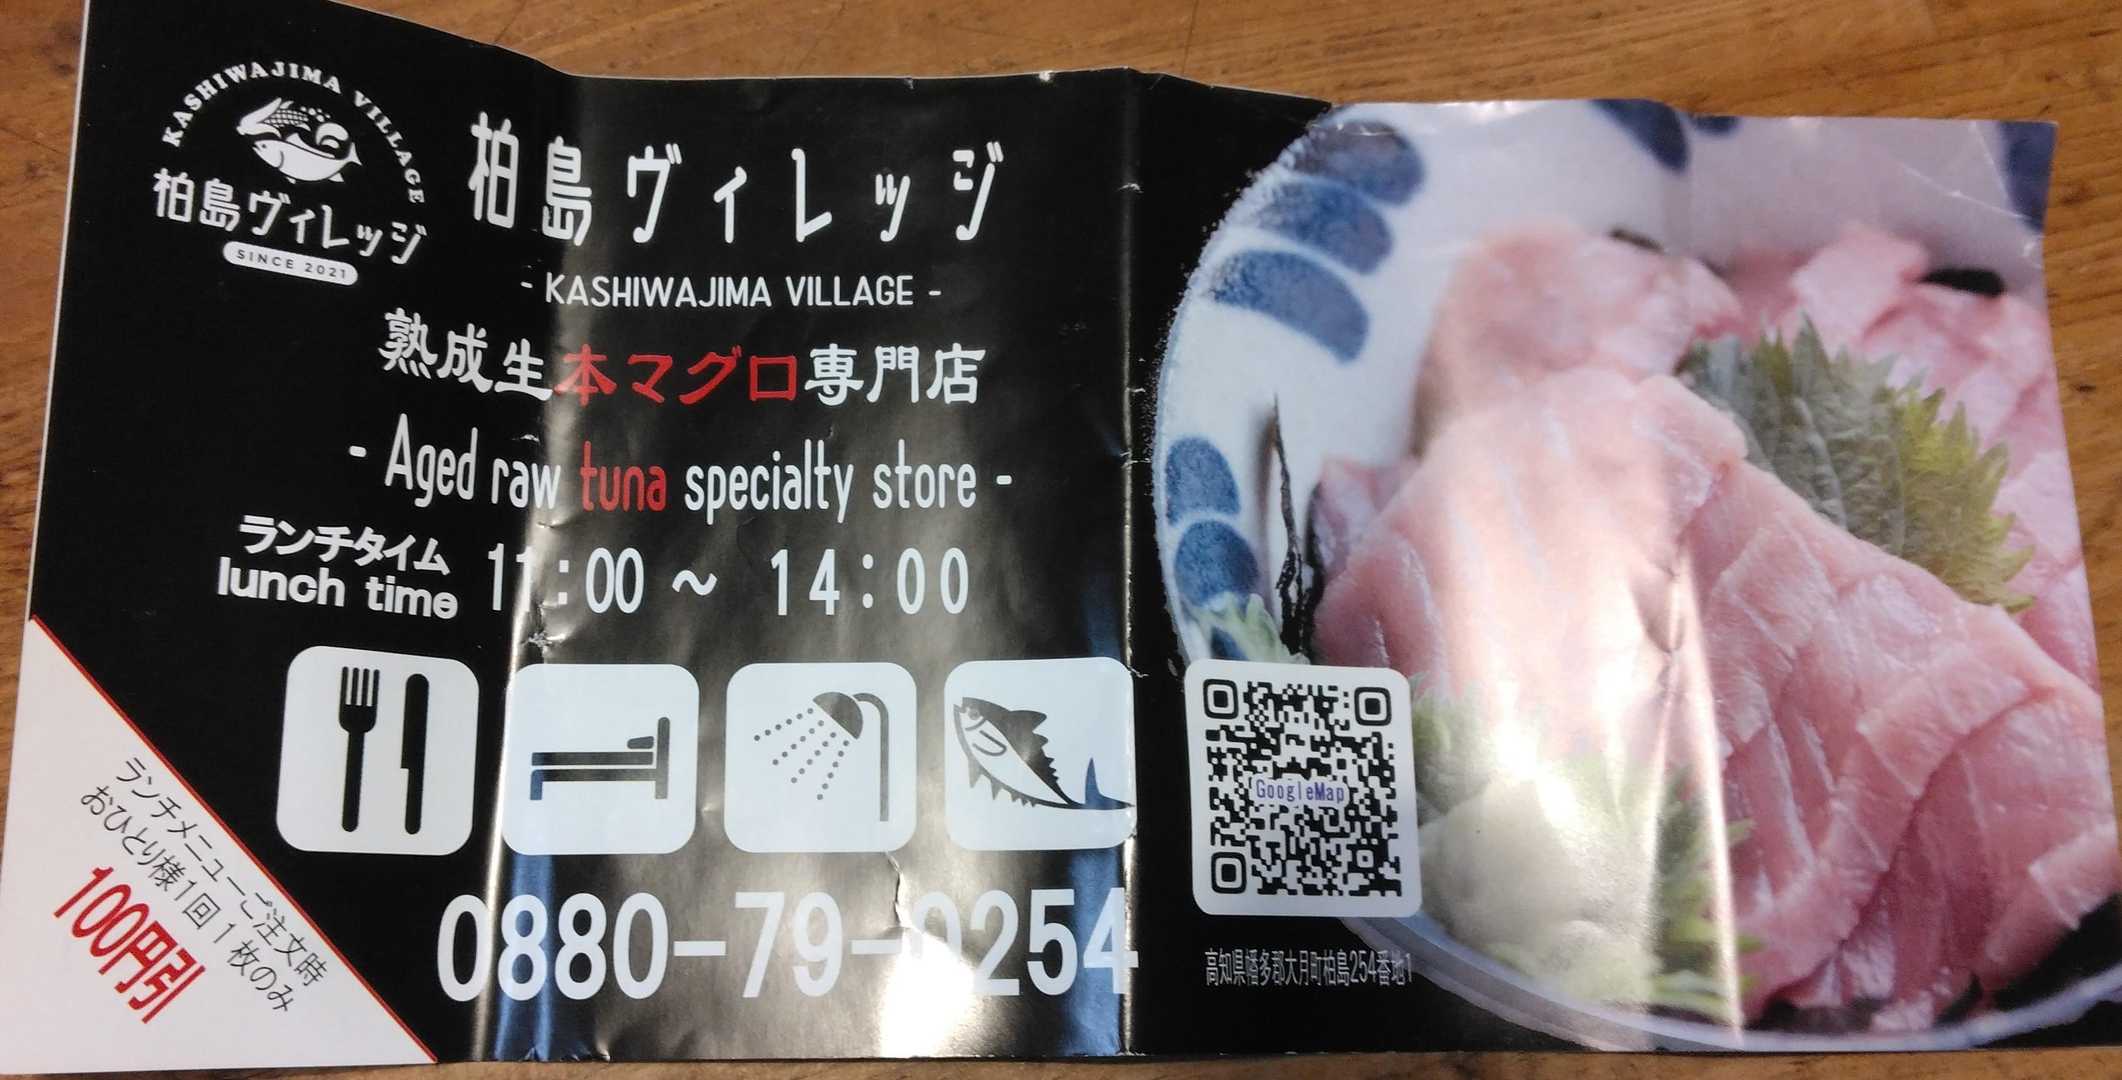 KASHIWAJIMA VILLAGE
柏島ヴィレッジ
SINCE 2021
柏島ヴィレッジ
- KASHIWAJIMA VILLAGE -
熟成生本マグロ専門店
- Aged raw tuna specialty store -
ランチタイム
lunch time
11:00 ～ 14:00
GoogleMap
0880-79-0254
高知県幡多郡大月町柏島254番地1
ランチメニューご注文時
おひとり様1回1枚のみ
100円引